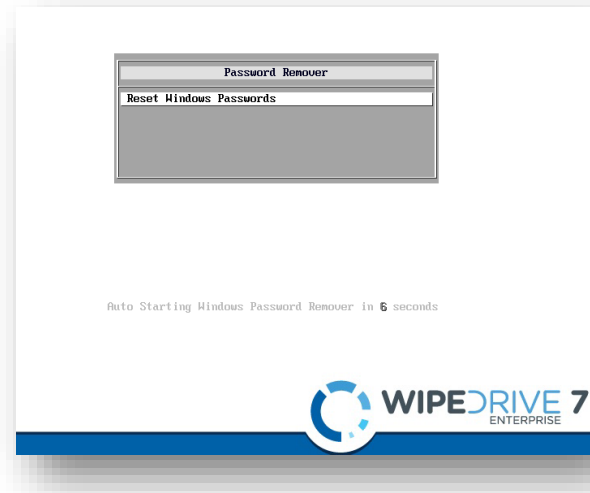 Password Remover
Reset Windows Passwords
Auto Starting Windows Password Remover in 6 seconds
WIPEDRIVE 7
ENTERPRISE